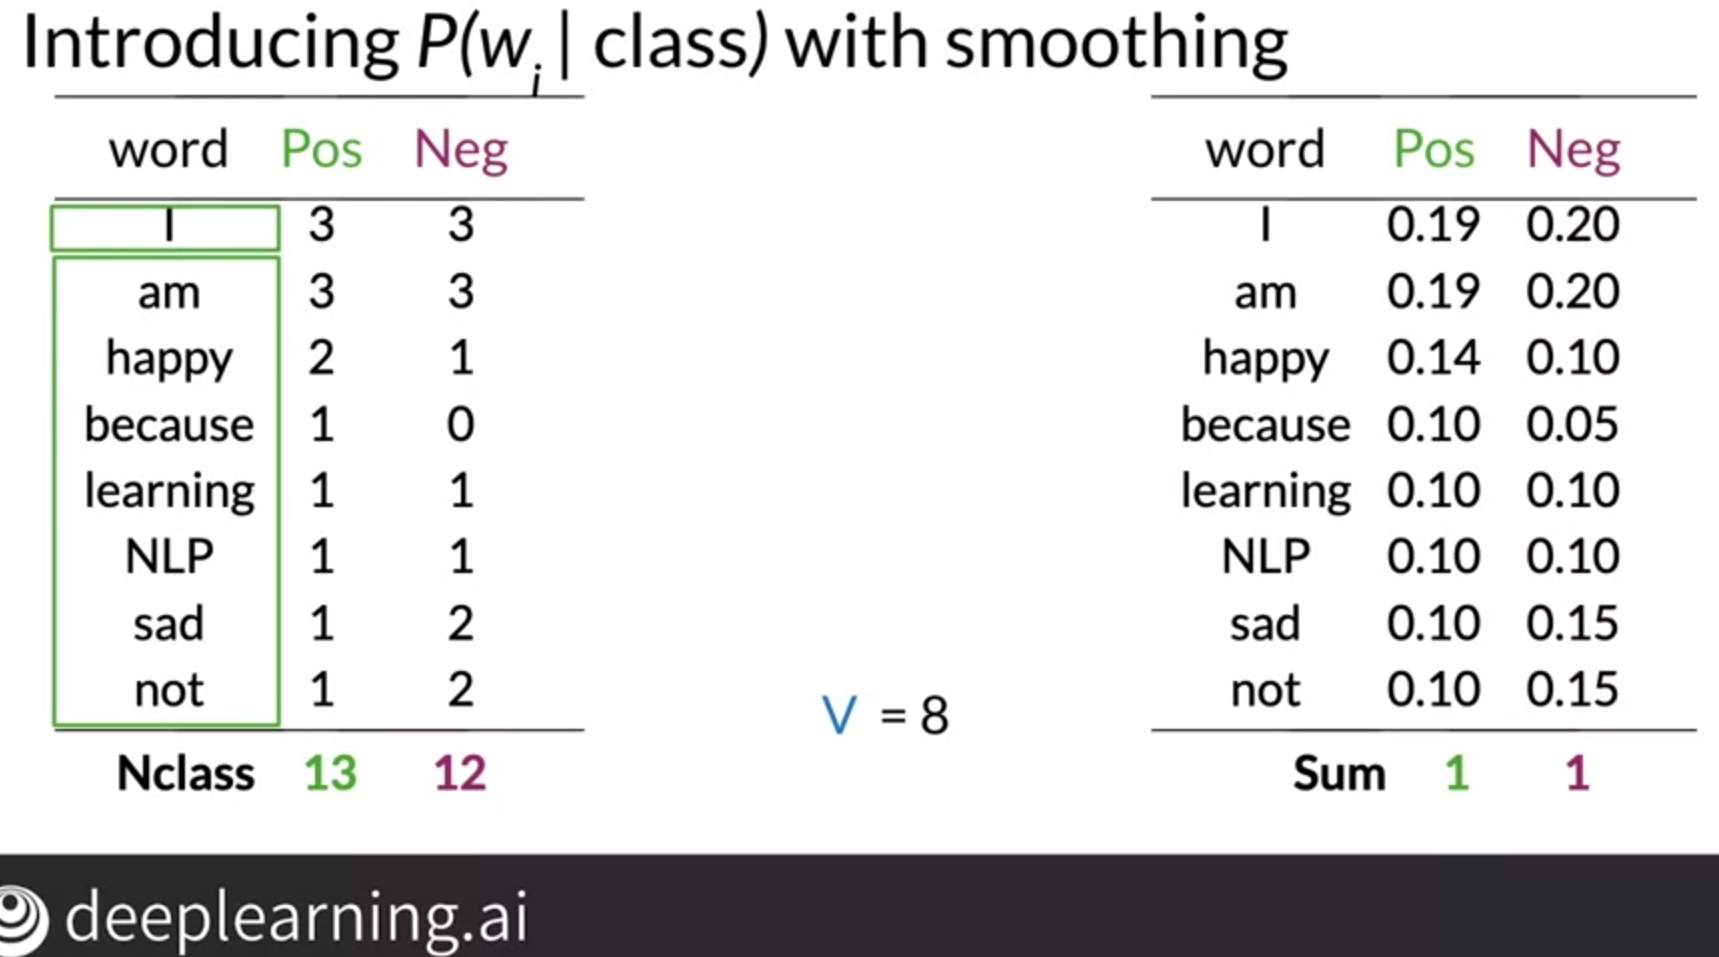 Introducing P(wi | class) with smoothing
word Pos Neg word Pos Neg
I 3 3 I 0.19 0.20
am 3 3 am 0.19 0.20
happy 2 1 happy 0.14 0.10
because 1 0 because 0.10 0.05
learning 1 1 learning 0.10 0.10
NLP 1 1 NLP 0.10 0.10
sad 1 2 sad 0.10 0.15
not 1 2 not 0.10 0.15
V = 8
Nclass 13 12 Sum 1 1
deeplearning.ai